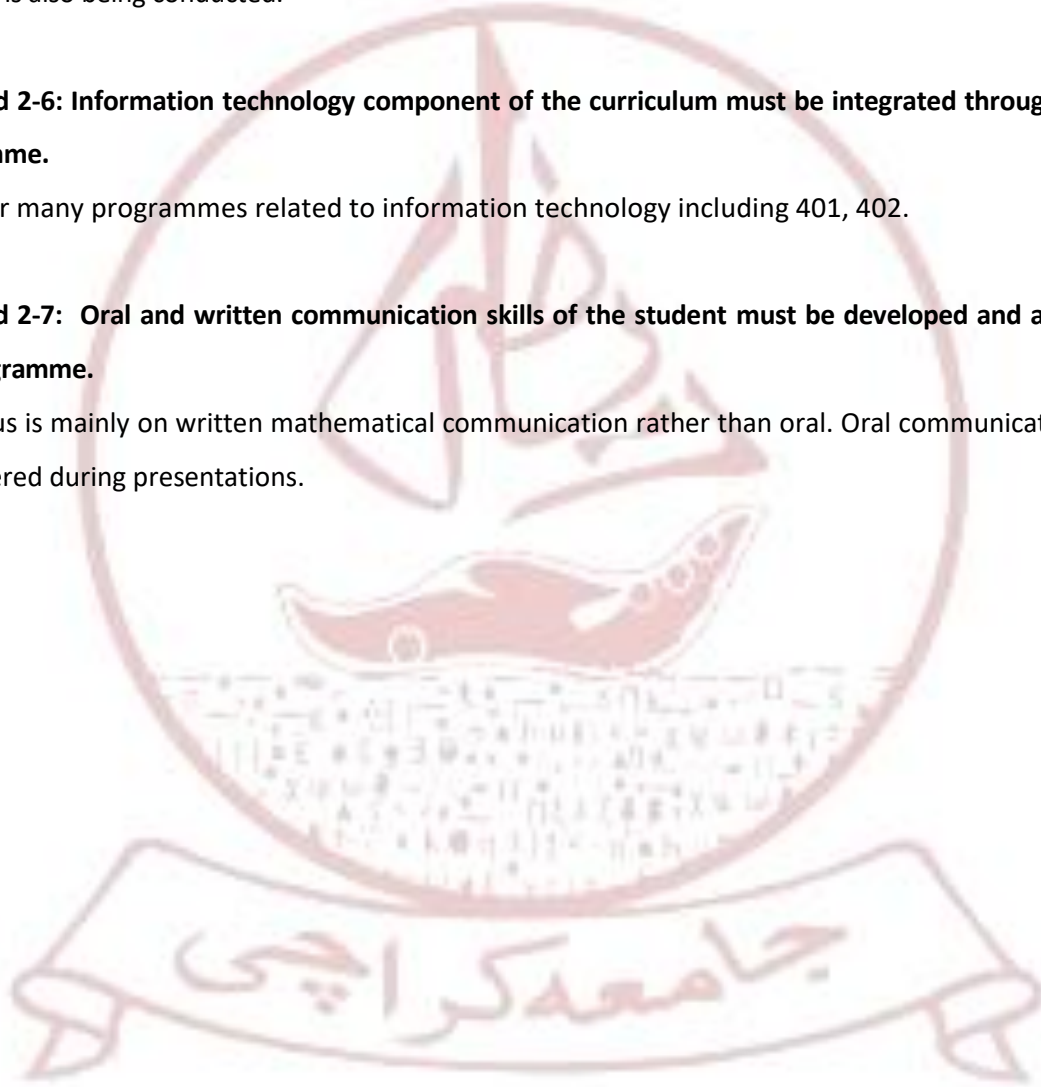 is also being conducted.
d 2-6: Information technology component of the curriculum must be integrated throug
me.
r many programmes related to information technology including 401, 402.
d 2-7: Oral and written communication skills of the student must be developed and a
gramme.
us is mainly on written mathematical communication rather than oral. Oral communicat
ered during presentations.
جامعہ کراچی